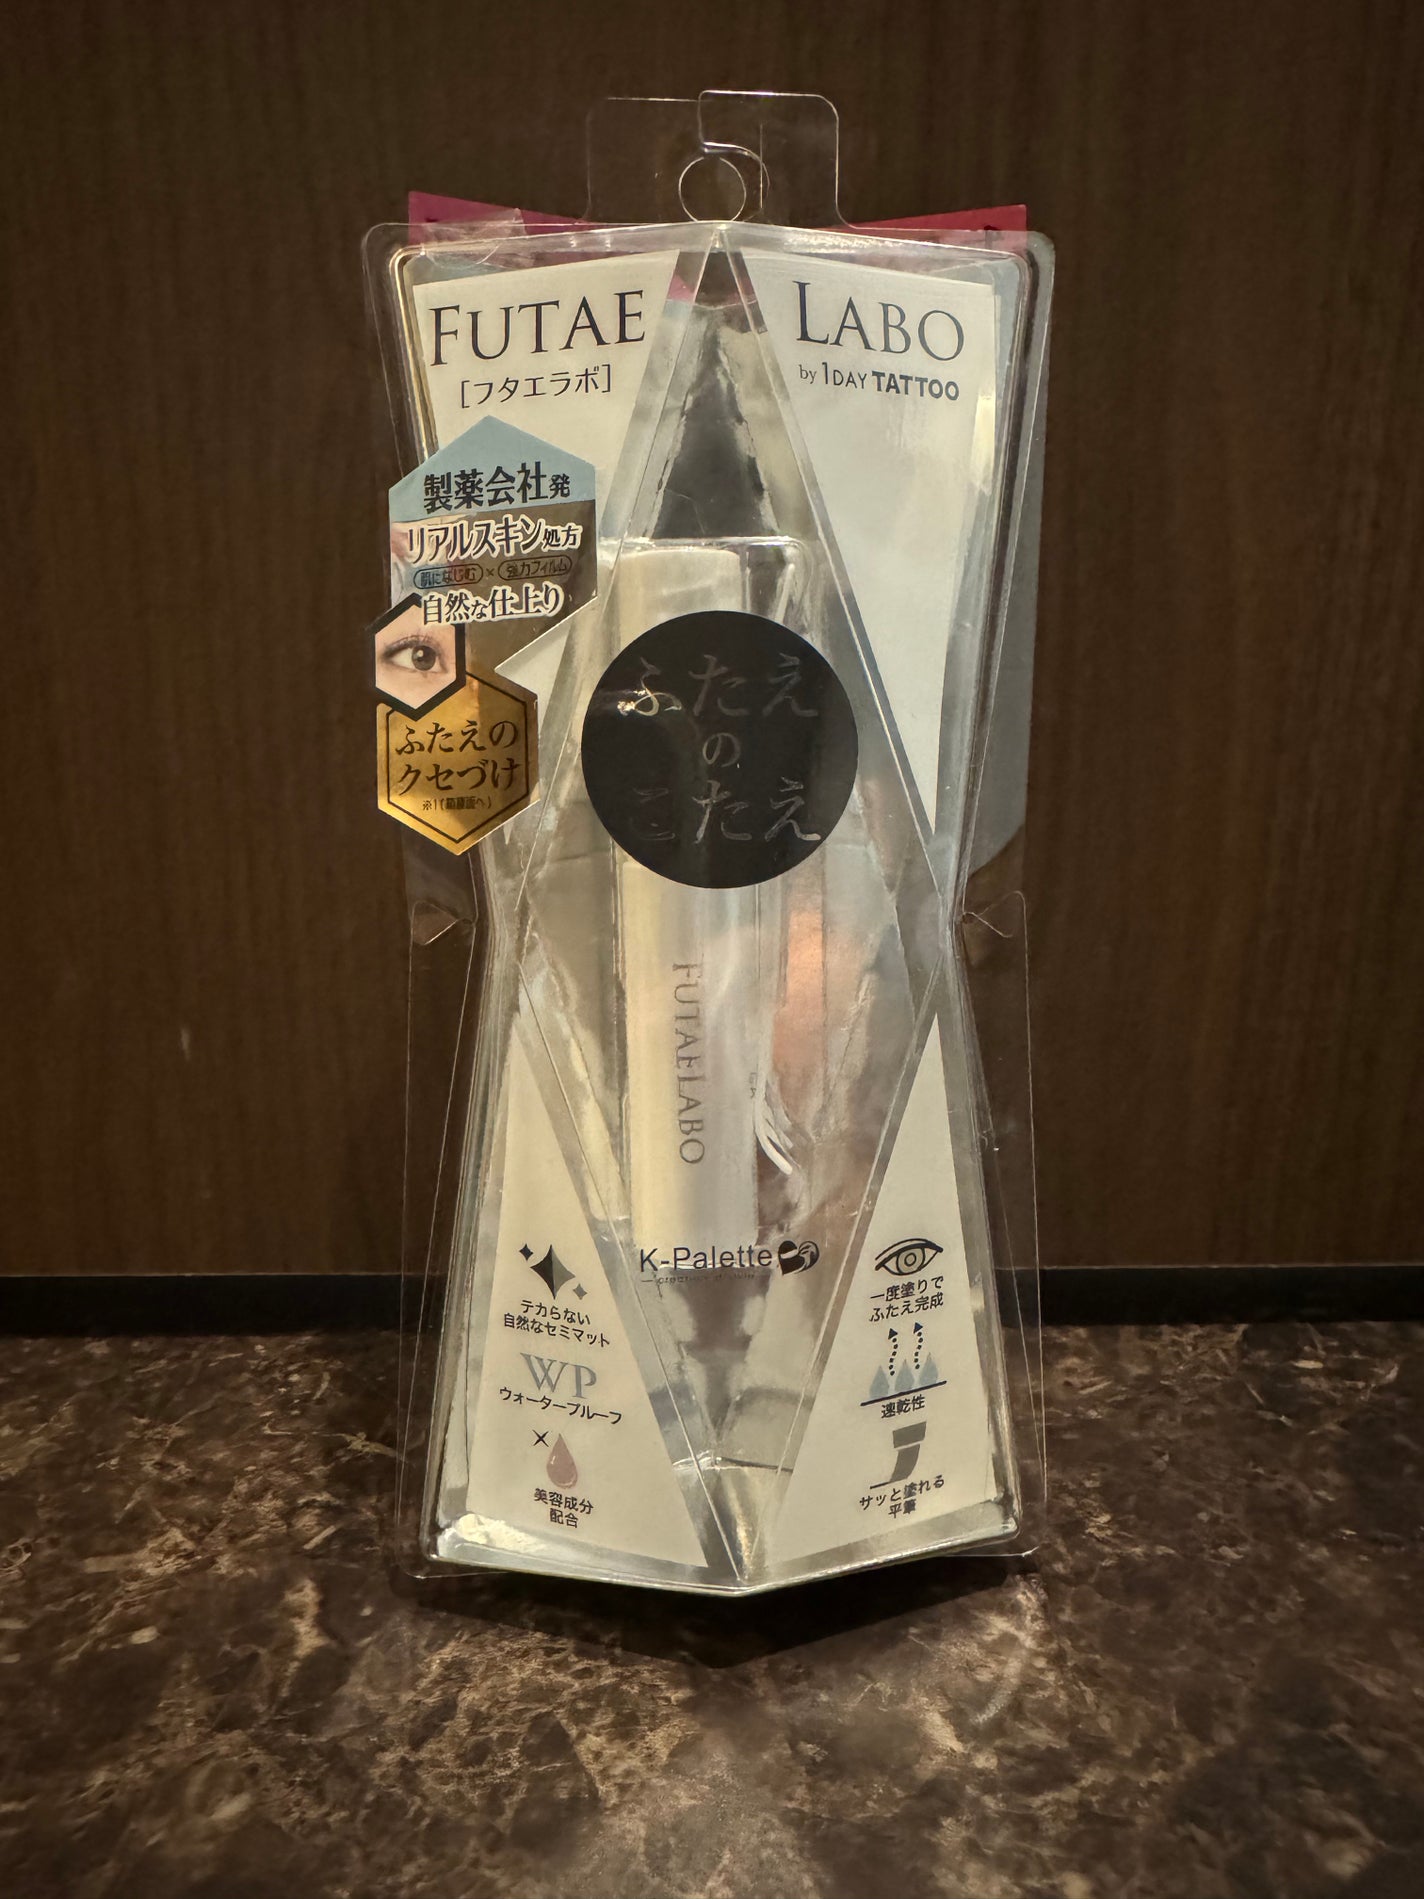 FUTAE LABO
[フタエラボ]
by 1DAY TATTOO
製薬会社発
リアルスキン処方
肌になじむ × 強力フィルム
自然な仕上り
ふたえの
クセづけ
ふたえ
の
こたえ
FUTAELABO
K-Palette
テカらない
自然なセミマット
WP
ウォータープルーフ
美容成分
配合
一度塗りで
ふたえ完成
速乾性
サッと塗れる
平筆